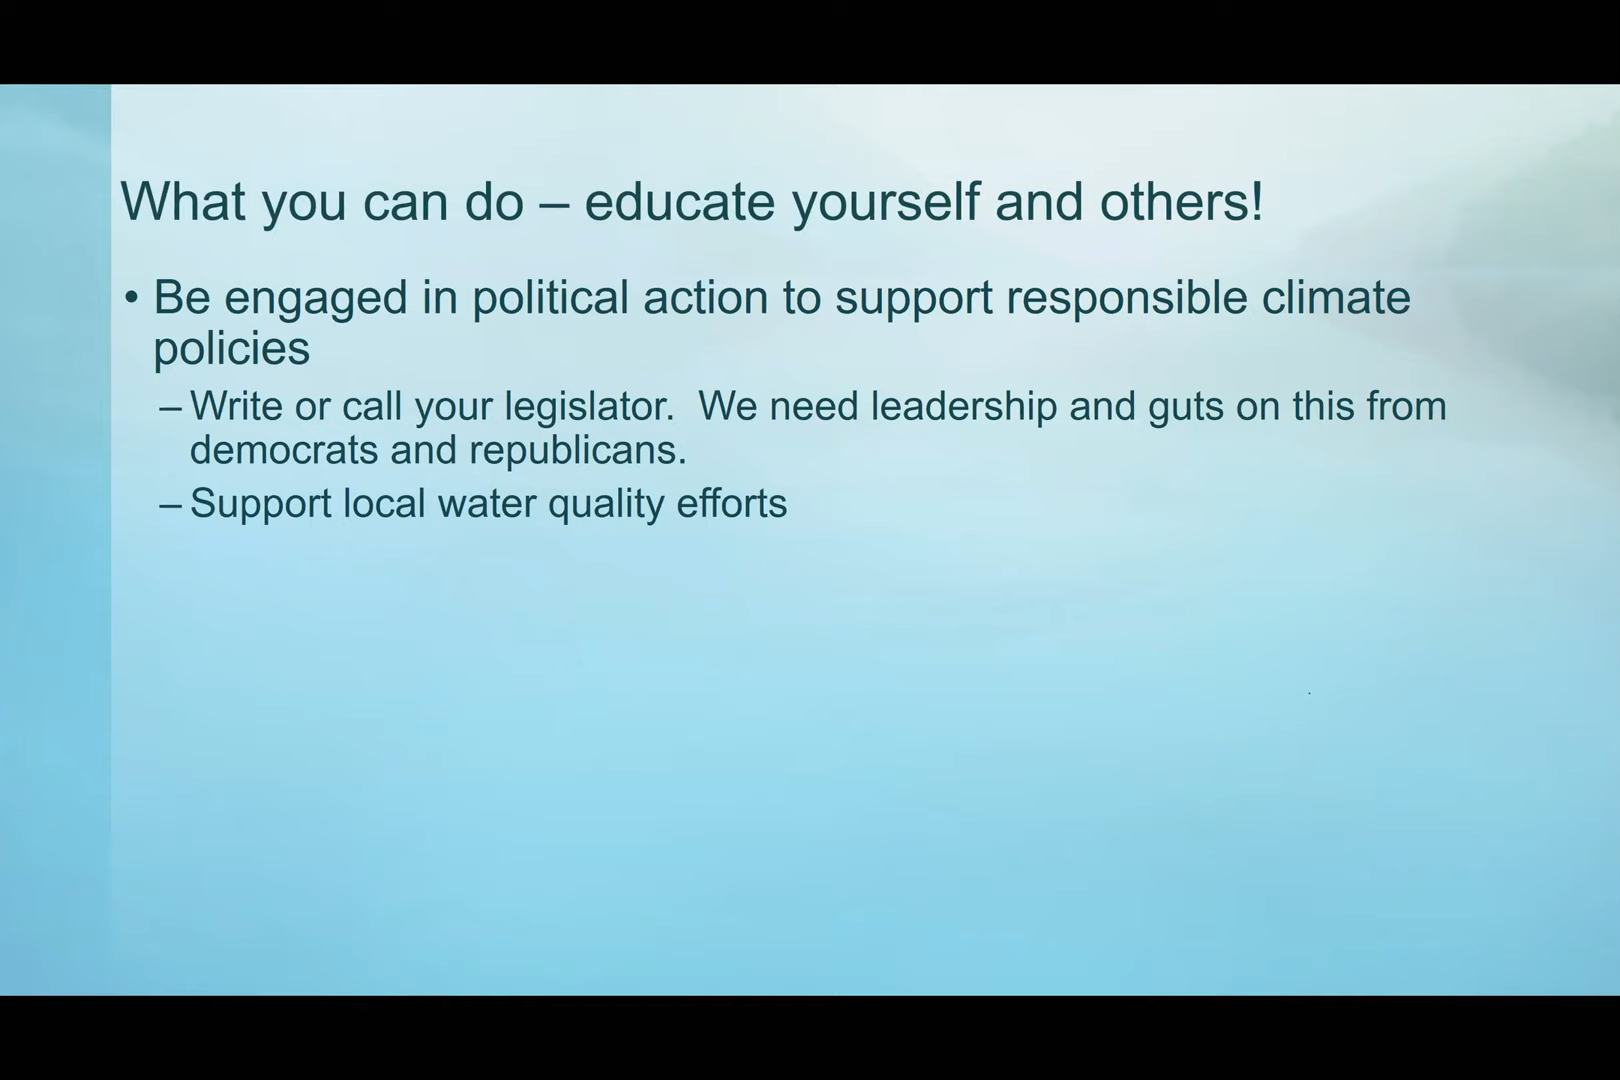 What you can do – educate yourself and others!
• Be engaged in political action to support responsible climate
policies
– Write or call your legislator.  We need leadership and guts on this from
democrats and republicans.
– Support local water quality efforts